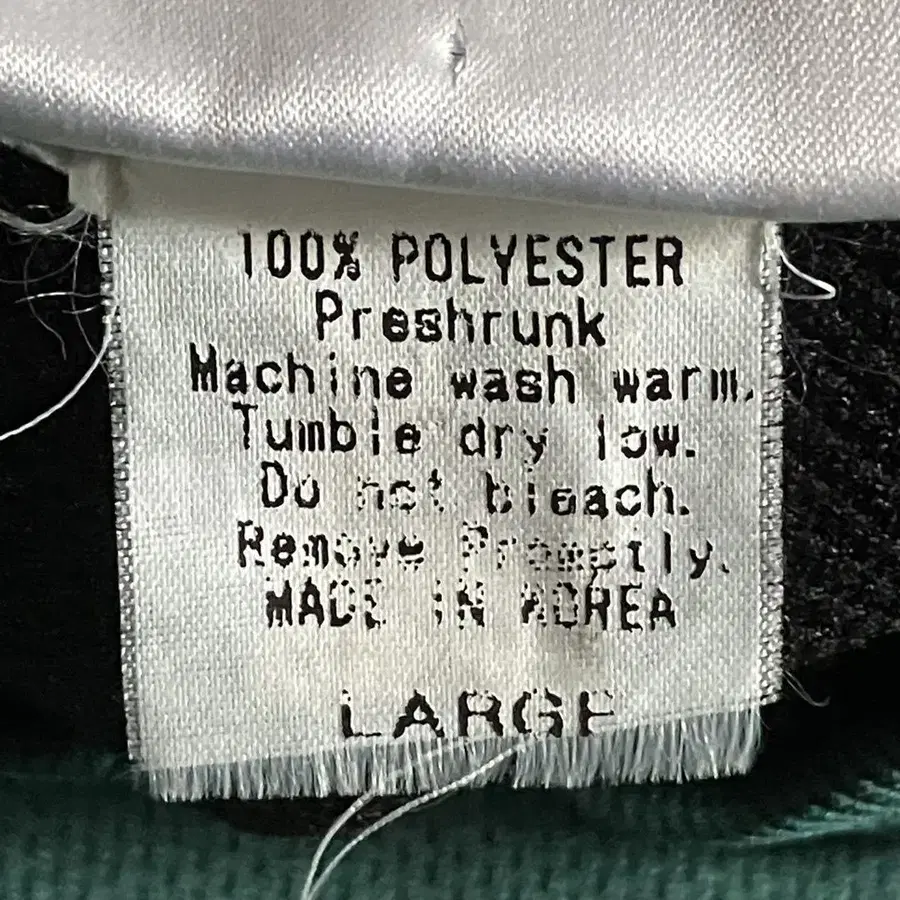 100% POLYESTER
Preshrunk
Machine wash warm.
Tumble dry low.
Do not bleach.
Remove Promptly.
MADE IN KOREA
LARGE